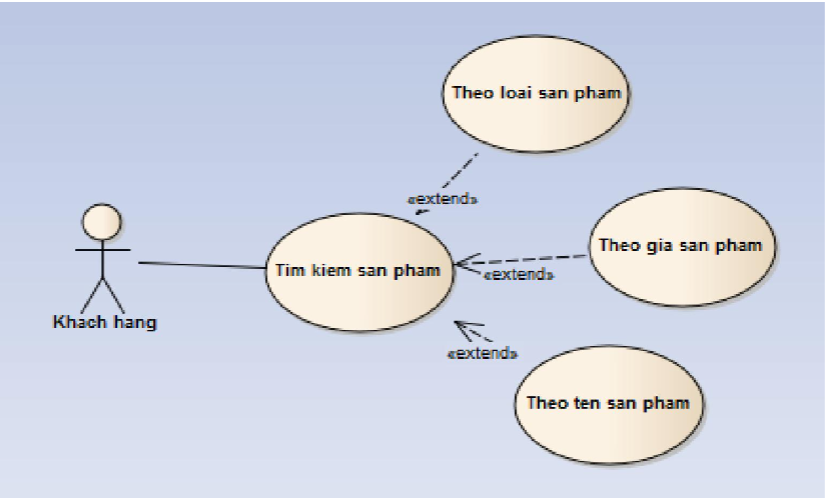 Theo loai san pham
«extend»
Theo gia san pham
Tim kiem san pham
«extend»
Khach hang
«extend»
Theo ten san pham